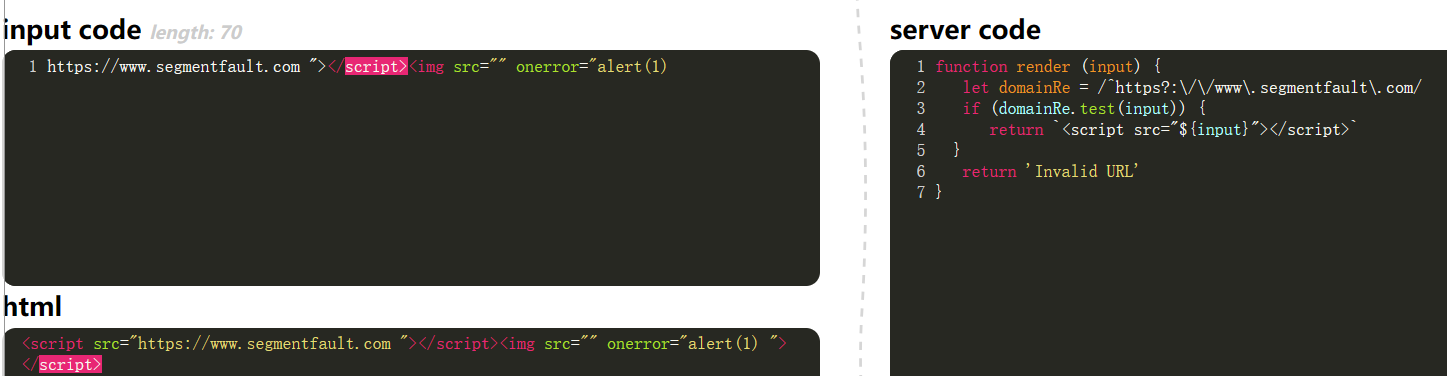 input code length: 70
1 https://www.segmentfault.com "></script><img src="" onerror="alert(1)
html
<script src="https://www.segmentfault.com "></script><img src="" onerror="alert(1) ">
</script>
server code
1 function render (input) {
2 let domainRe = /^https?:\/\/www\.segmentfault\.com/
3 if (domainRe.test(input)) {
4 return `<script src="${input}"></script>`
5 }
6 return 'Invalid URL'
7 }